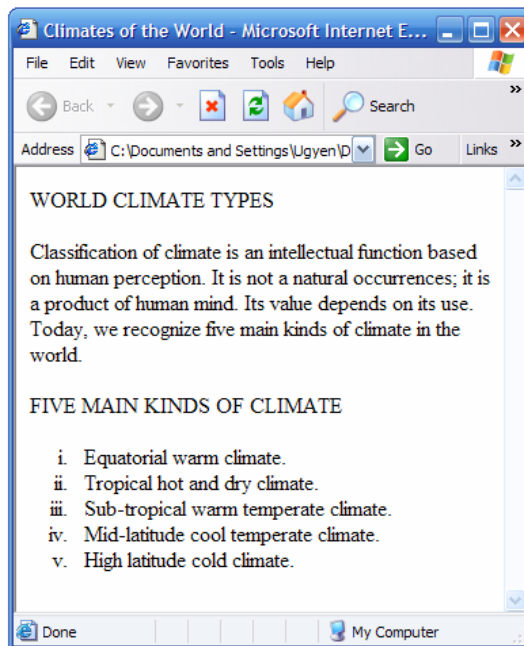 Climates of the World - Microsoft Internet E...
File Edit View Favorites Tools Help
Back Search »
Address C:\Documents and Settings\Ugyen\D Go Links »
WORLD CLIMATE TYPES
Classification of climate is an intellectual function based
on human perception. It is not a natural occurrences; it is
a product of human mind. Its value depends on its use.
Today, we recognize five main kinds of climate in the
world.
FIVE MAIN KINDS OF CLIMATE
i. Equatorial warm climate.
ii. Tropical hot and dry climate.
iii. Sub-tropical warm temperate climate.
iv. Mid-latitude cool temperate climate.
v. High latitude cold climate.
Done My Computer